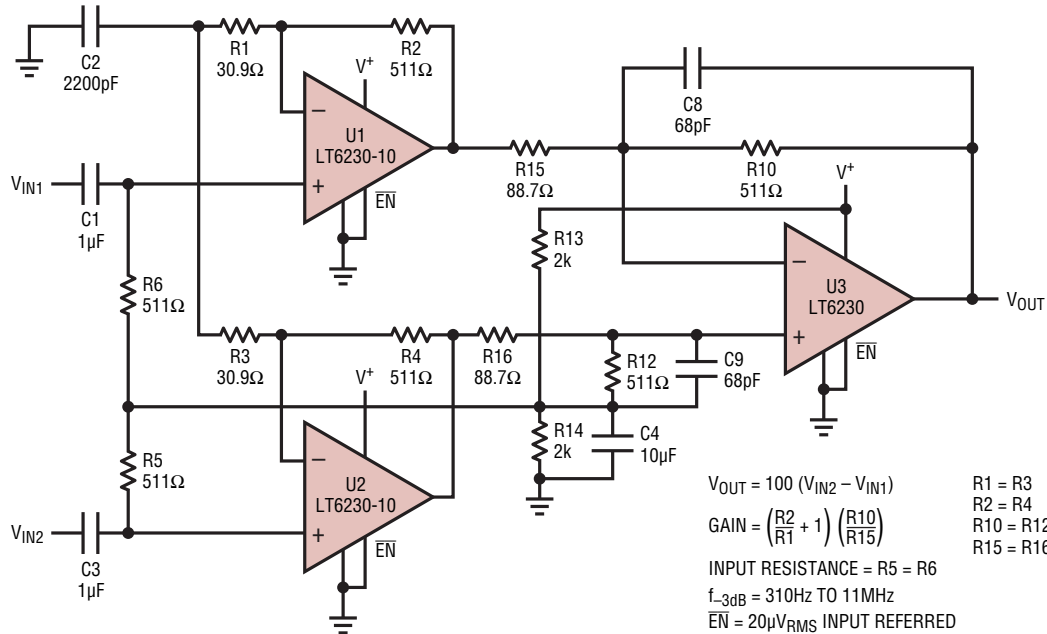 C2
2200pF
R1
30.9Ω
R2
511Ω
V+
−
U1
LT6230-10
+
EN
VIN1
C1
1µF
R15
88.7Ω
C8
68pF
R10
511Ω
V+
R13
2k
−
U3
LT6230
+
EN
VOUT
R6
511Ω
R3
30.9Ω
R4
511Ω
R16
88.7Ω
R12
511Ω
C9
68pF
V+
R14
2k
C4
10µF
R5
511Ω
−
U2
LT6230-10
+
EN
VIN2
C3
1µF
VOUT = 100 (VIN2 – VIN1)
GAIN = (R2/R1 + 1) (R10/R15)
INPUT RESISTANCE = R5 = R6
f–3dB = 310Hz TO 11MHz
EN = 20µVRMS INPUT REFERRED
R1 = R3
R2 = R4
R10 = R12
R15 = R16